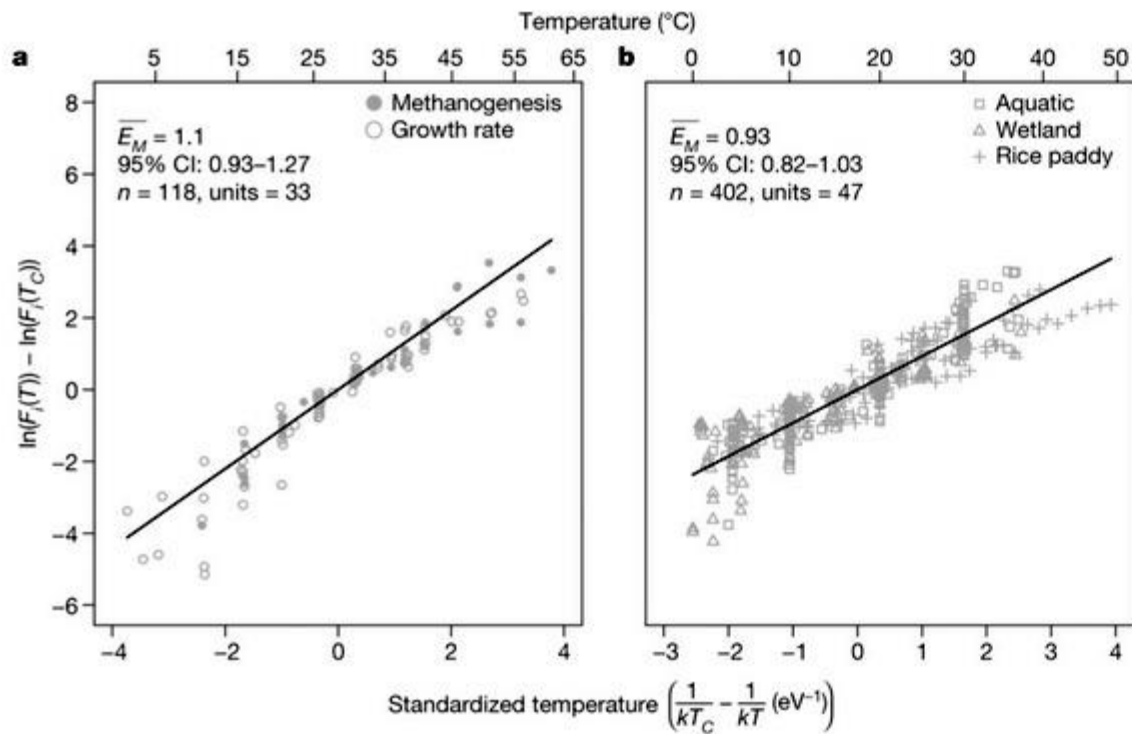 Temperature (°C)
a
5 15 25 35 45 55 65
b
0 10 20 30 40 50
8
6
4
2
0
−2
−4
−6
ln(F_i(T)) − ln(F_i(T_C))
E_M = 1.1
95% CI: 0.93–1.27
n = 118, units = 33
Methanogenesis
Growth rate
E_M = 0.93
95% CI: 0.82–1.03
n = 402, units = 47
Aquatic
Wetland
Rice paddy
−4 −2 0 2 4
−3 −2 −1 0 1 2 3 4
Standardized temperature (1/kT_C − 1/kT (eV⁻¹))